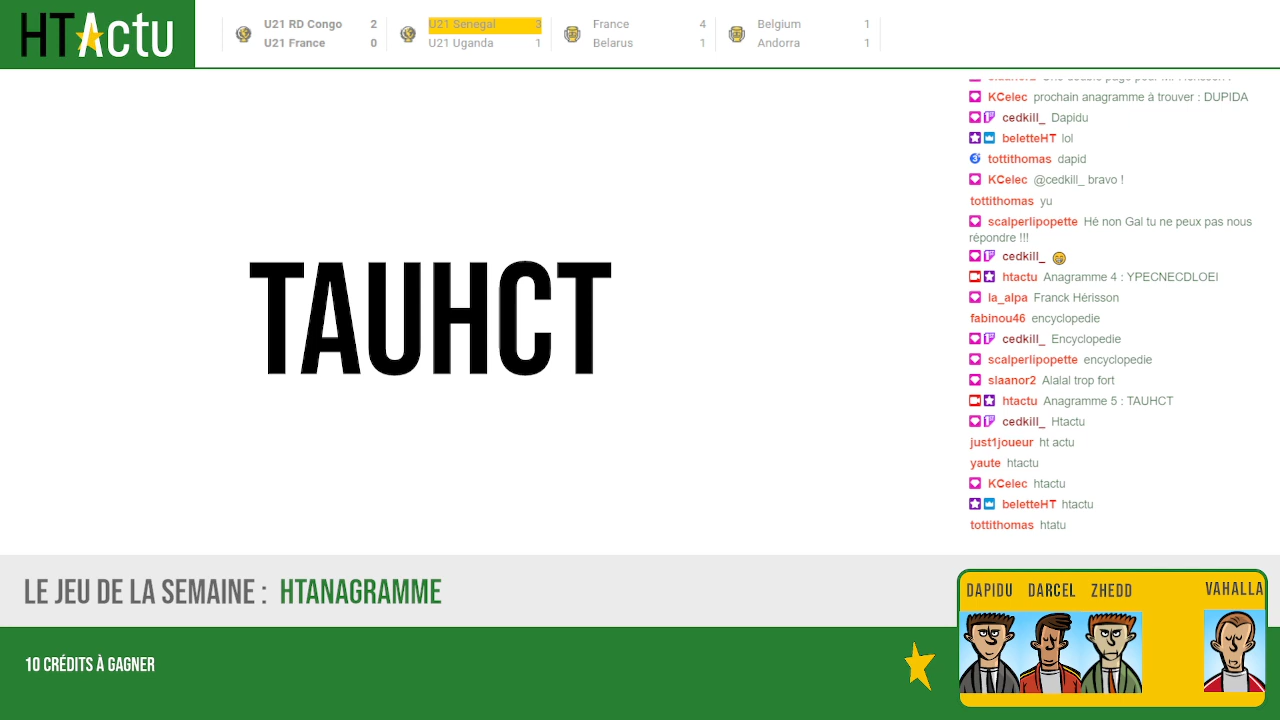 HTActu
U21 RD Congo 2
U21 France 0
U21 Senegal 3
U21 Uganda 1
France 4
Belarus 1
Belgium 1
Andorra 1
KCelec prochain anagramme à trouver : DUPIDA
cedkill_ Dapidu
beletteHT lol
tottithomas dapid
KCelec @cedkill_ bravo !
tottithomas yu
scalperlipopette Hé non Gal tu ne peux pas nous
répondre !!!
cedkill_
htactu Anagramme 4 : YPECNECDLOEI
la_alpa Franck Hérisson
fabinou46 encyclopedie
cedkill_ Encyclopedie
scalperlipopette encyclopedie
slaanor2 Alalal trop fort
htactu Anagramme 5 : TAUHCT
cedkill_ Htactu
just1joueur ht actu
yaute htactu
KCelec htactu
beletteHT htactu
tottithomas htatu
TAUHCT
LE JEU DE LA SEMAINE : HTANAGRAMME
10 CRÉDITS À GAGNER
DAPIDU DARCEL ZHEDD VAHALLA